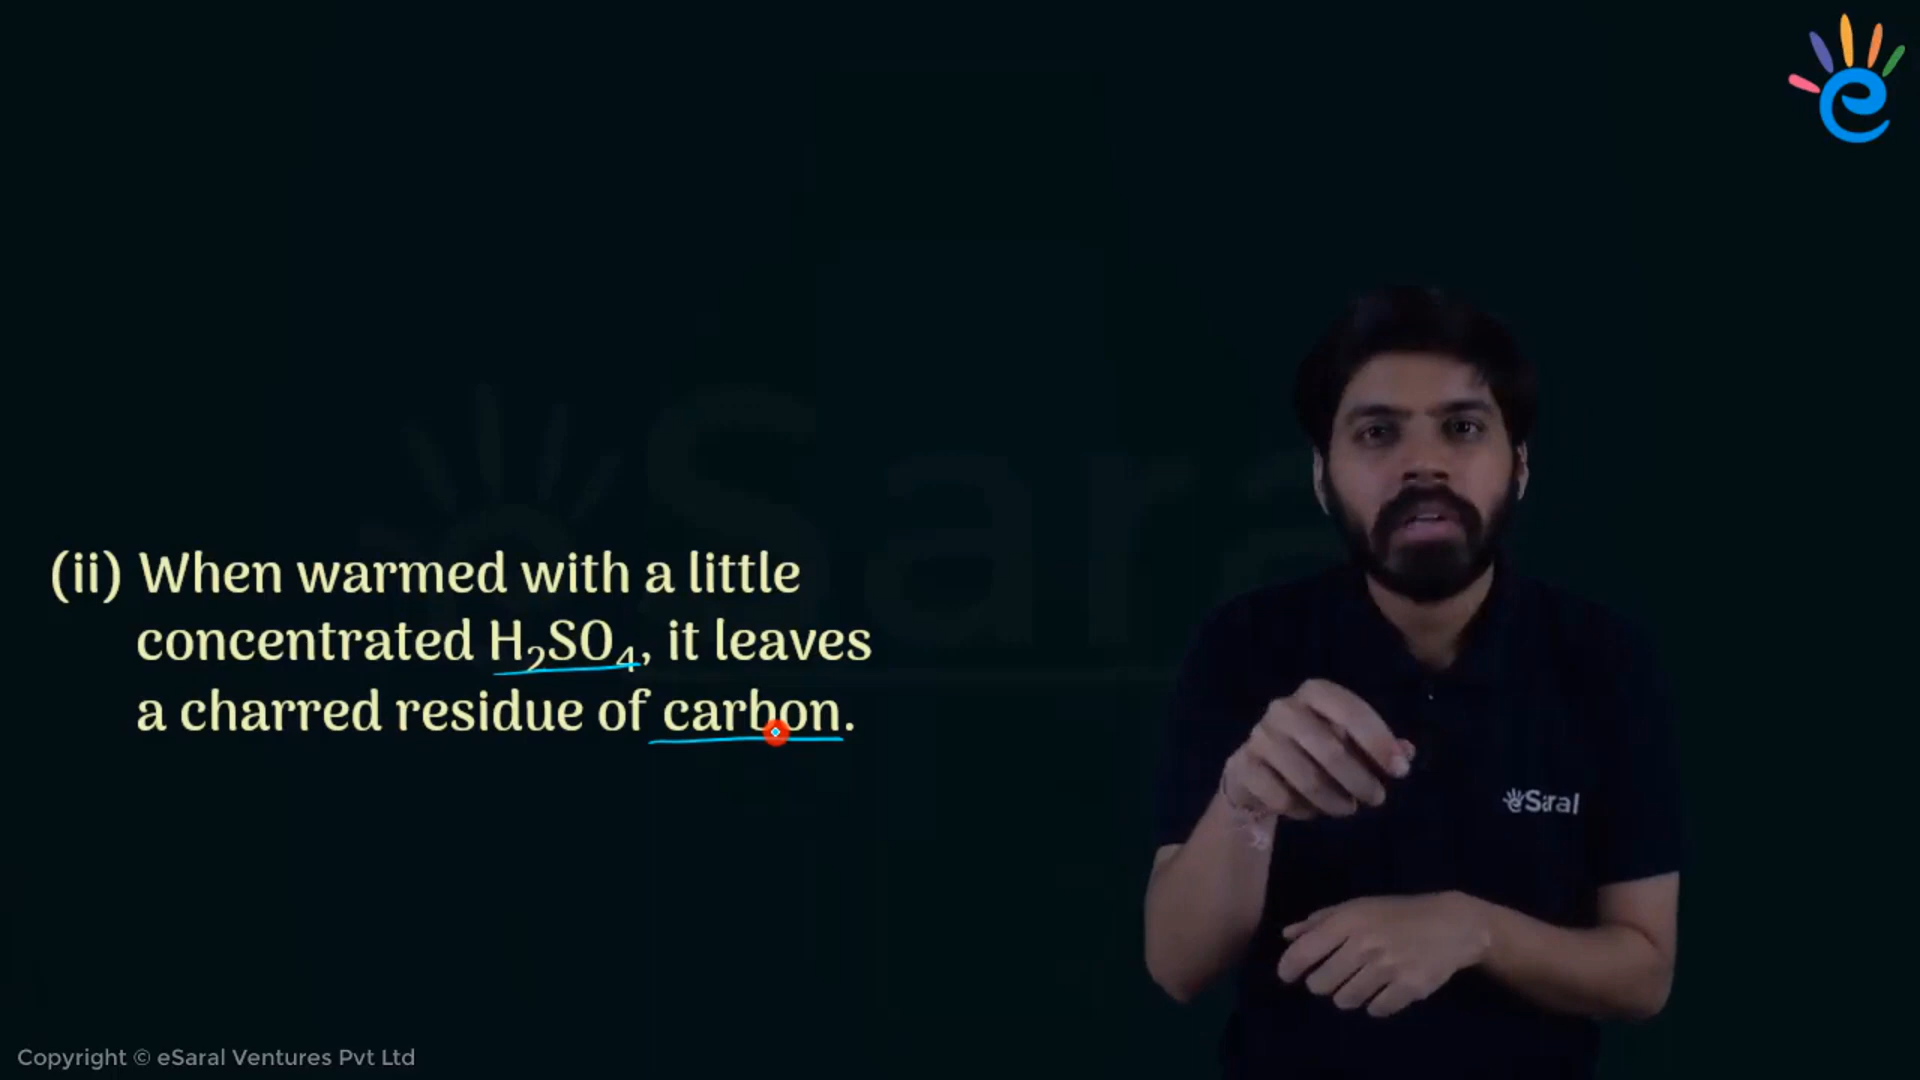 (ii) When warmed with a little
concentrated H₂SO₄, it leaves
a charred residue of carbon.
eSaral
Copyright © eSaral Ventures Pvt Ltd